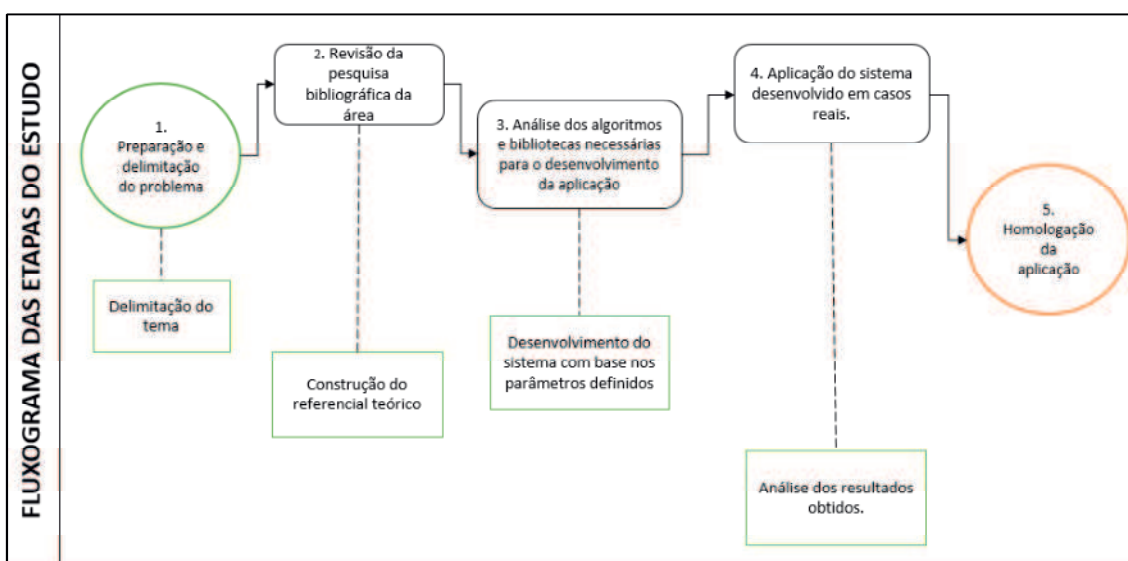 FLUXOGRAMA DAS ETAPAS DO ESTUDO
1.
Preparação e
delimitação
do problema
Delimitação do
tema
2. Revisão da
pesquisa
bibliográfica da
área
Construção do
referencial teórico
3. Análise dos algoritmos
e bibliotecas necessárias
para o desenvolvimento
da aplicação
Desenvolvimento do
sistema com base nos
parâmetros definidos
4. Aplicação do sistema
desenvolvido em casos
reais.
Análise dos resultados
obtidos.
5.
Homologação
da
aplicação